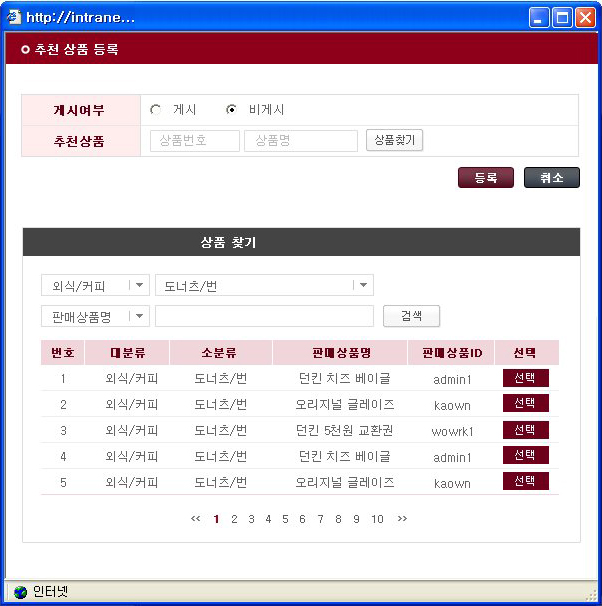 http://intrane...
추천 상품 등록
게시여부 게시 비게시
추천상품 상품번호 상품명 상품찾기
등록 취소
상품 찾기
외식/커피 도너츠/번
판매상품명 검색
번호 대분류 소분류 판매상품명 판매상품ID 선택
1 외식/커피 도너츠/번 던킨 치즈 베이글 admin1 선택
2 외식/커피 도너츠/번 오리지널 글레이즈 kaown 선택
3 외식/커피 도너츠/번 던킨 5천원 교환권 wowrk1 선택
4 외식/커피 도너츠/번 던킨 치즈 베이글 admin1 선택
5 외식/커피 도너츠/번 오리지널 글레이즈 kaown 선택
<< 1 2 3 4 5 6 7 8 9 10 >>
인터넷